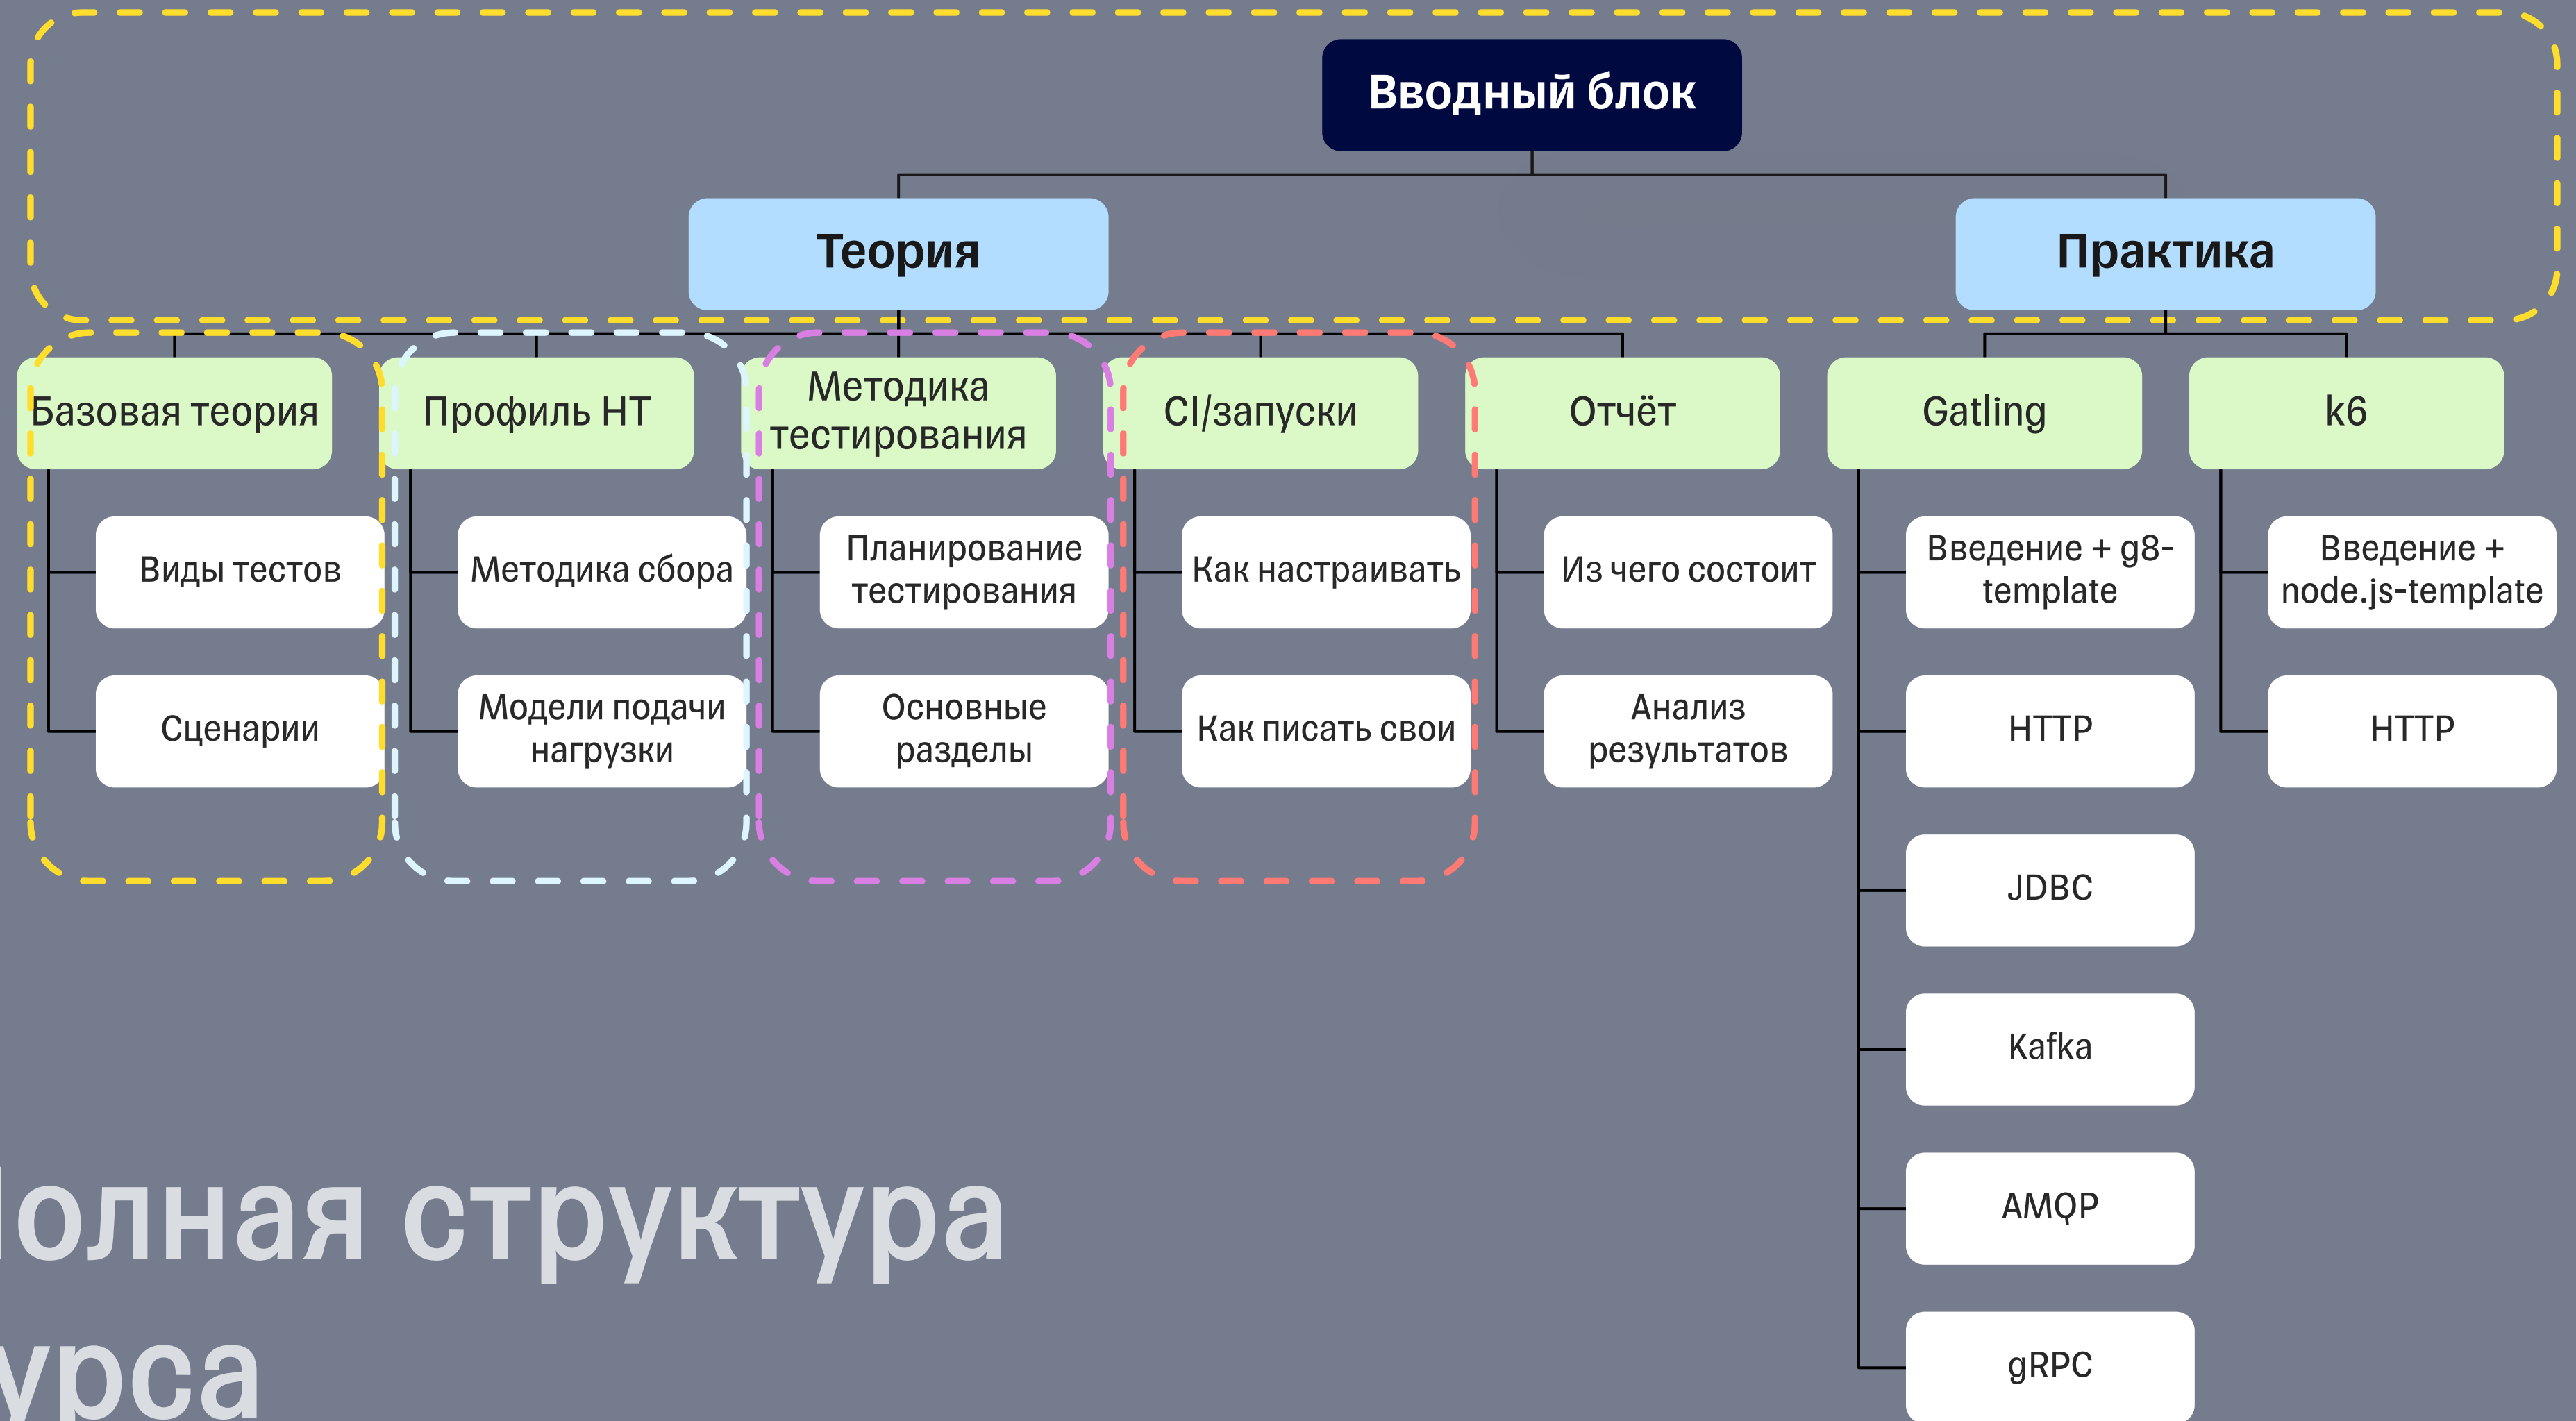 Вводный блок
Теория
Практика
Базовая теория
Профиль НТ
Методика
тестирования
CI/запуски
Отчёт
Gatling
k6
Виды тестов
Методика сбора
Планирование
тестирования
Как настраивать
Из чего состоит
Введение + g8-
template
Введение +
node.js-template
Сценарии
Модели подачи
нагрузки
Основные
разделы
Как писать свои
Анализ
результатов
HTTP
HTTP
JDBC
Kafka
AMQP
gRPC
олная структура
урса